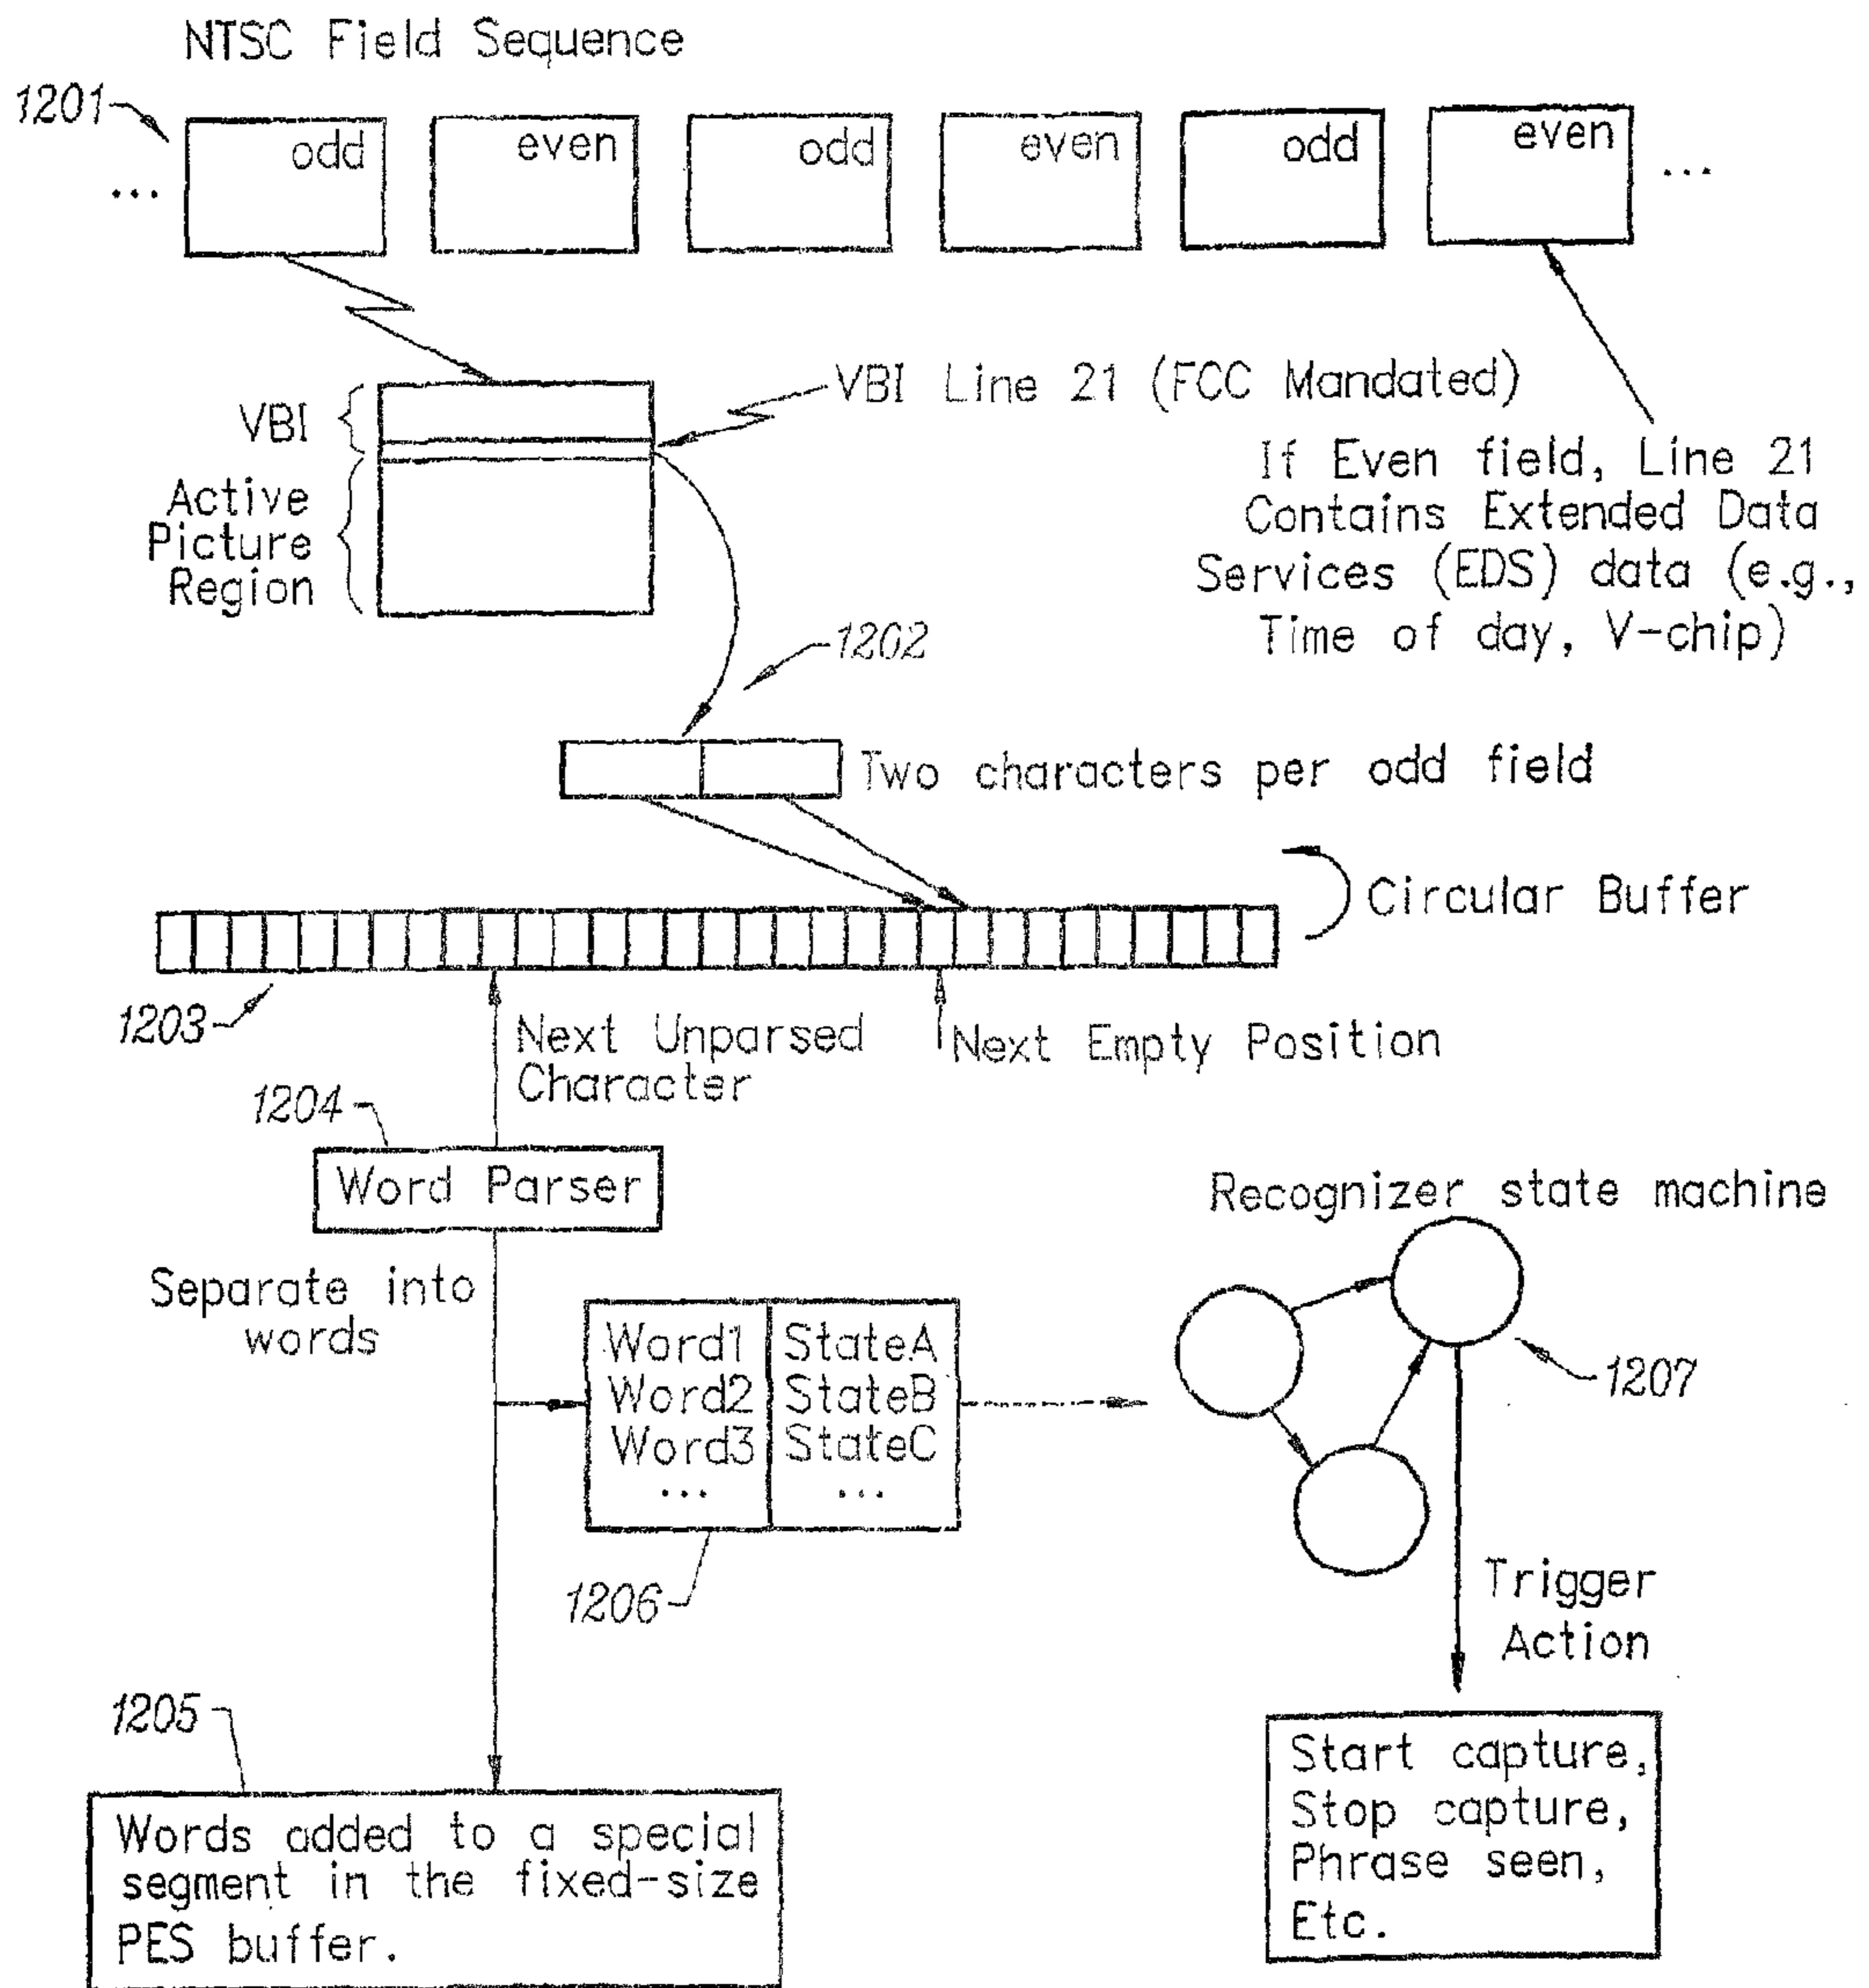 NTSC Field Sequence
1201
... odd even odd even odd even ...
VBI
VBI Line 21 (FCC Mandated)
Active
Picture
Region
If Even field, Line 21
Contains Extended Data
Services (EDS) data (e.g.,
Time of day, V-chip)
1202
Two characters per odd field
Circular Buffer
1203
Next Unparsed
Character
Next Empty Position
1204
Word Parser
Separate into
words
Word1 StateA
Word2 StateB
Word3 StateC
... ...
1206
Recognizer state machine
1207
Trigger
Action
Start capture,
Stop capture,
Phrase seen,
Etc.
1205
Words added to a special
segment in the fixed-size
PES buffer.